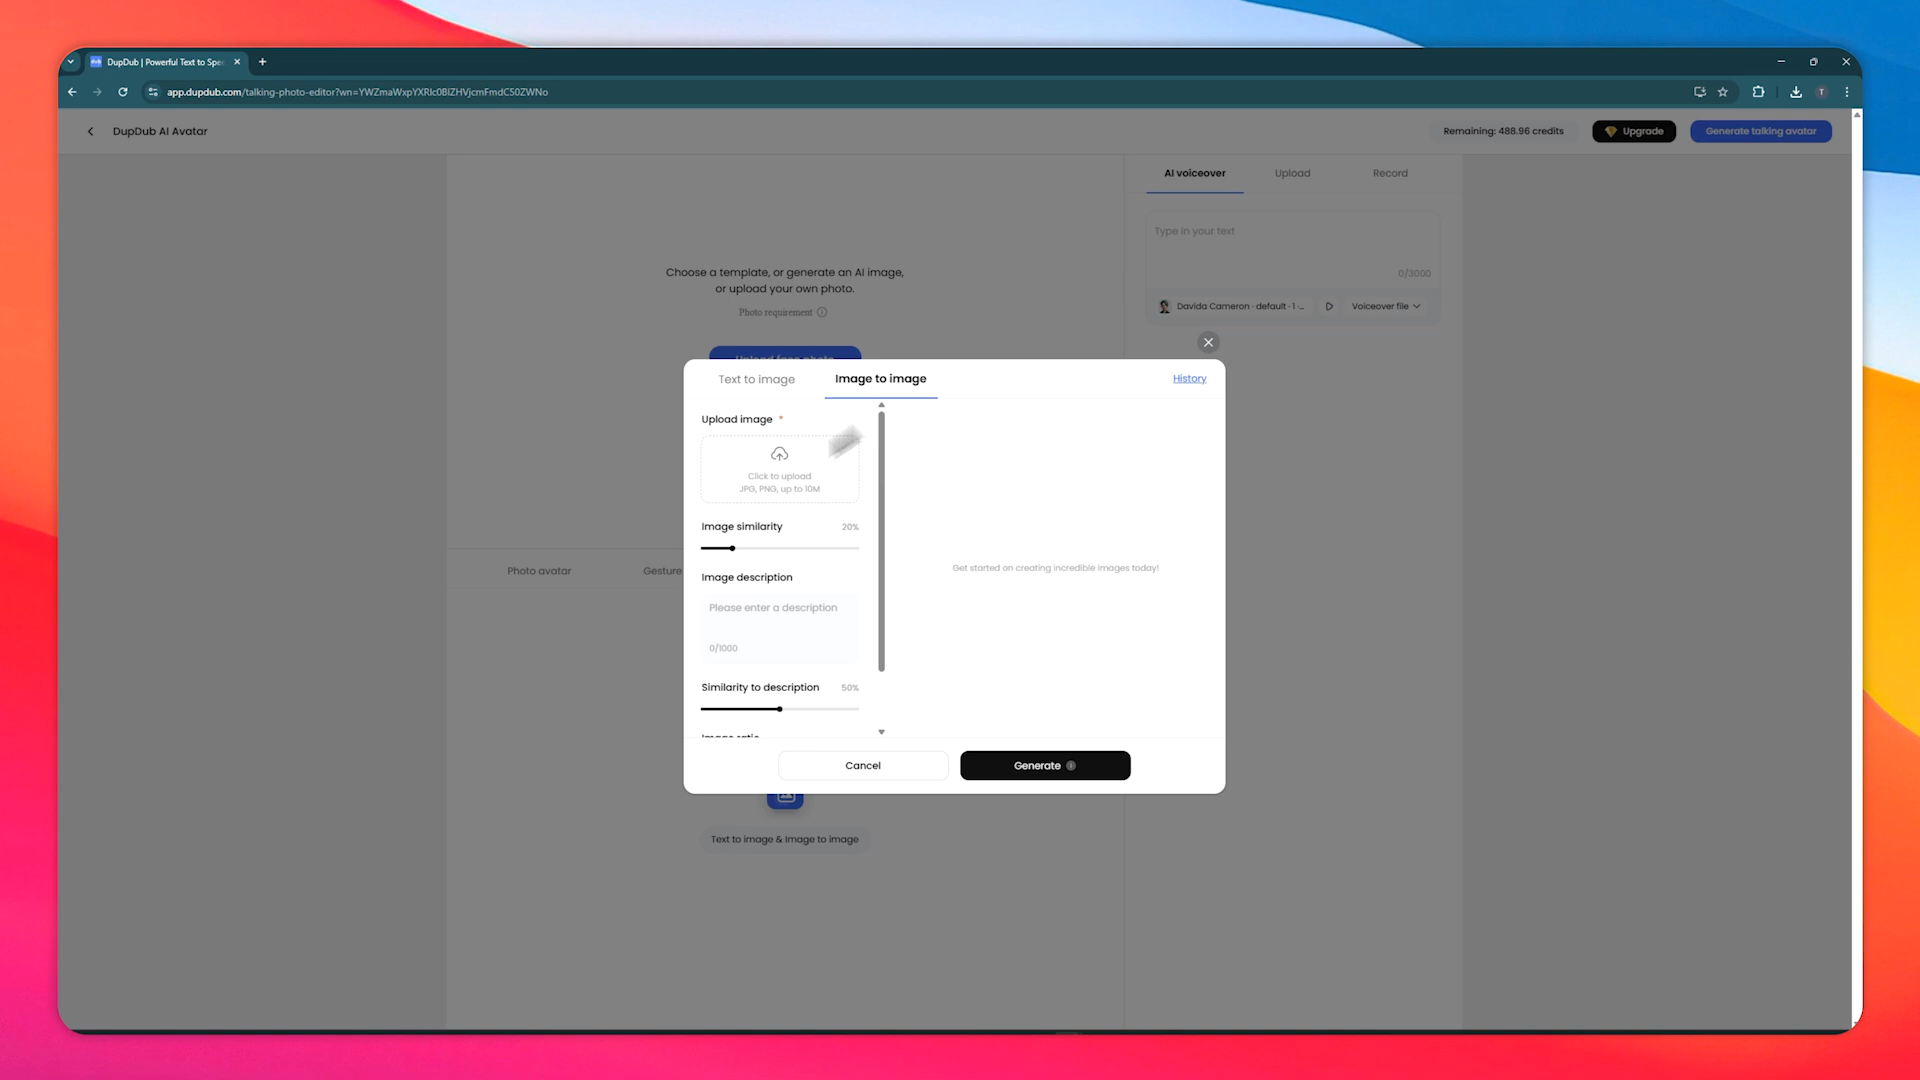 DupDub | Powerful Text to Spe
app.dupdub.com/talking-photo-editor?wn=
DupDub AI Avatar
Remaining: 488.96 credits
Upgrade
Generate talking avatar
AI voiceover
Upload
Record
Type in your text
0/3000
Davida Cameron - default - 1 -...
Voiceover file
Choose a template, or generate an AI image,
or upload your own photo.
Photo requirement
Text to image
Image to image
History
Upload image *
Click to upload
JPG, PNG, up to 10M
Image similarity
20%
Image description
Please enter a description
0/1000
Similarity to description
50%
Get started on creating incredible images today!
Photo avatar
Gesture
Cancel
Generate
Text to image & Image to image